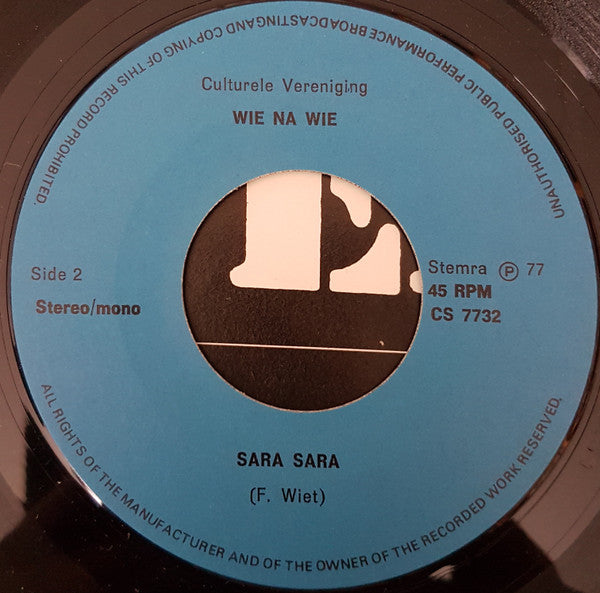 UNAUTHORISED PUBLIC PERFORMANCE BROADCASTINGAND COPYING OF THIS RECORD PROHIBITED.
Culturele Vereniging
WIE NA WIE
Side 2
Stereo/mono
Stemra Ⓟ 77
45 RPM
CS 7732
SARA SARA
(F. Wiet)
ALL RIGHTS OF THE MANUFACTURER AND OF THE OWNER OF THE RECORDED WORK RESERVED.